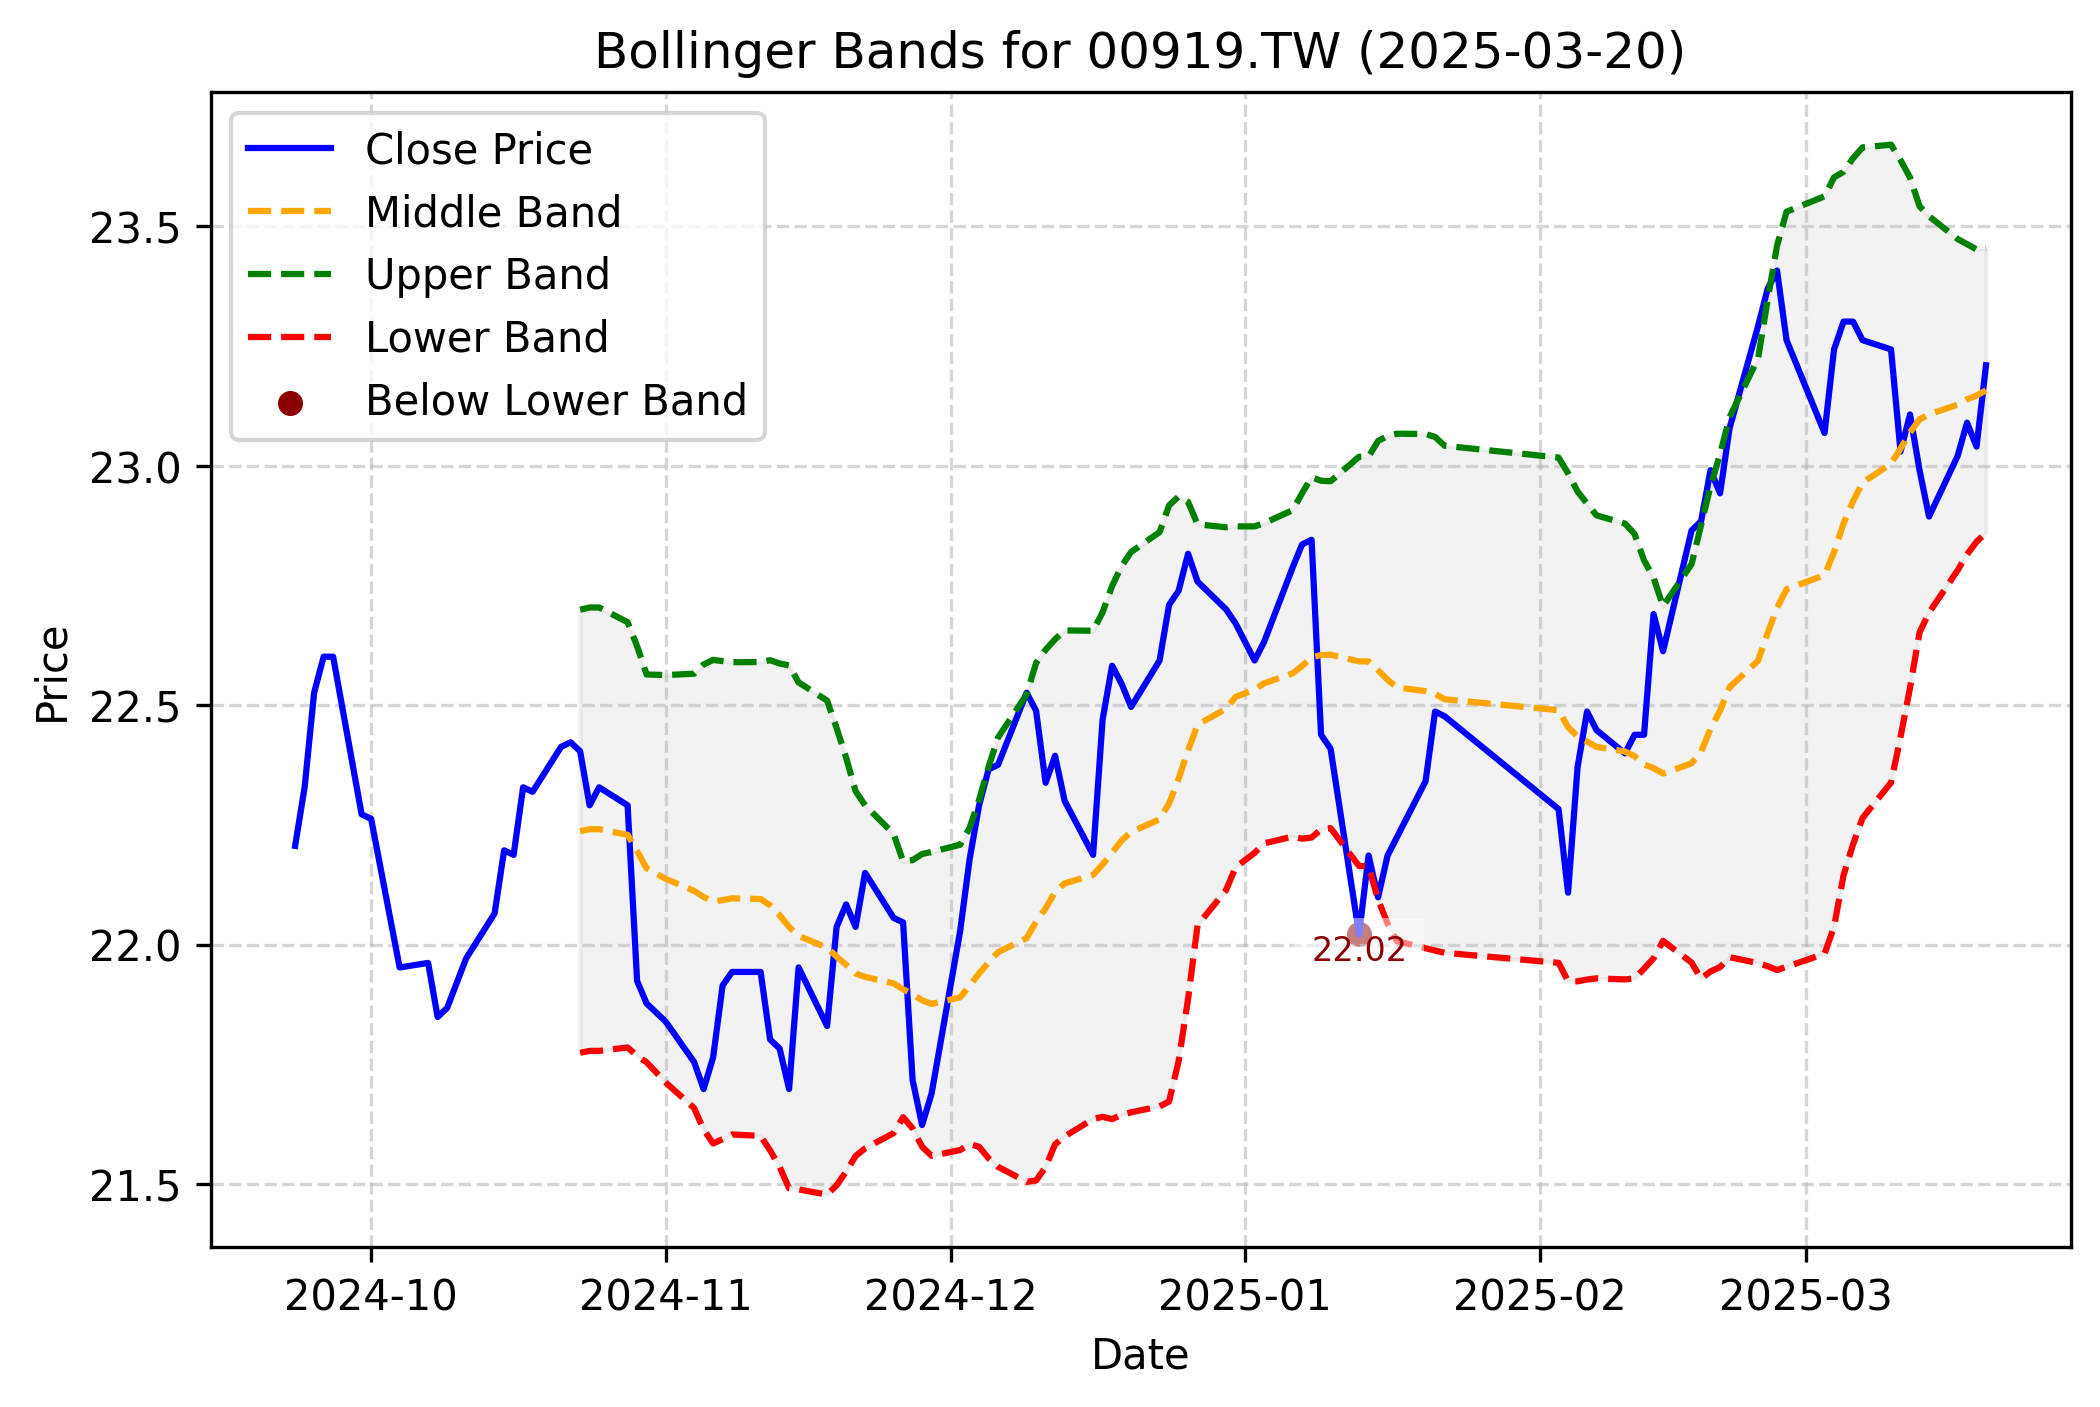 Bollinger Bands for 00919.TW (2025-03-20)
Close Price
Middle Band
Upper Band
Lower Band
Below Lower Band
Price
23.5
23.0
22.5
22.0
21.5
22.02
2024-10
2024-11
2024-12
2025-01
2025-02
2025-03
Date